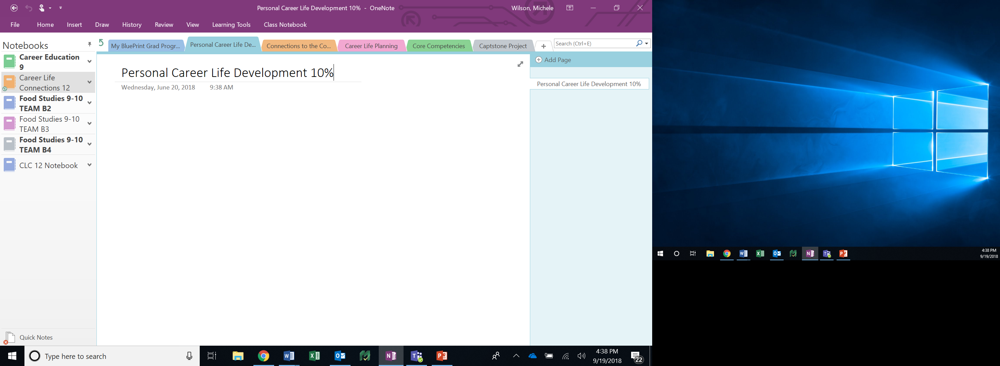 Personal Career Life Development 10% - OneNote
Wilson, Michele
File Home Insert Draw History Review View Learning Tools Class Notebook
Notebooks
My BluePrint Grad Progr... Personal Career Life De... Connections to the Co... Career Life Planning Core Competencies Captstone Project +
Search (Ctrl+E)
Career Education
9
Career Life
Connections 12
Food Studies 9-10
TEAM B2
Food Studies 9-10
TEAM B3
Food Studies 9-10
TEAM B4
CLC 12 Notebook
Quick Notes
Personal Career Life Development 10%
Wednesday, June 20, 2018 9:38 AM
Add Page
Personal Career Life Development 10%
Type here to search
4:38 PM
9/19/2018
22
4:38 PM
9/19/2018